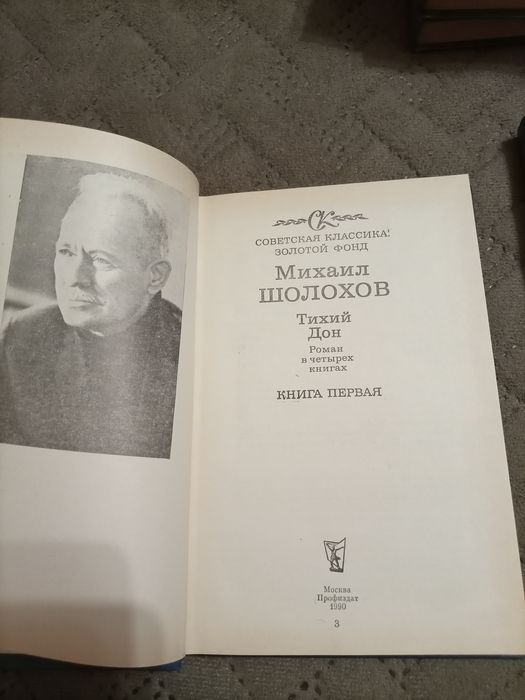 СК
СОВЕТСКАЯ КЛАССИКА:
ЗОЛОТОЙ ФОНД
Михаил
ШОЛОХОВ
Тихий
Дон
Роман
в четырех
книгах
КНИГА ПЕРВАЯ
Москва
Профиздат
1990
3